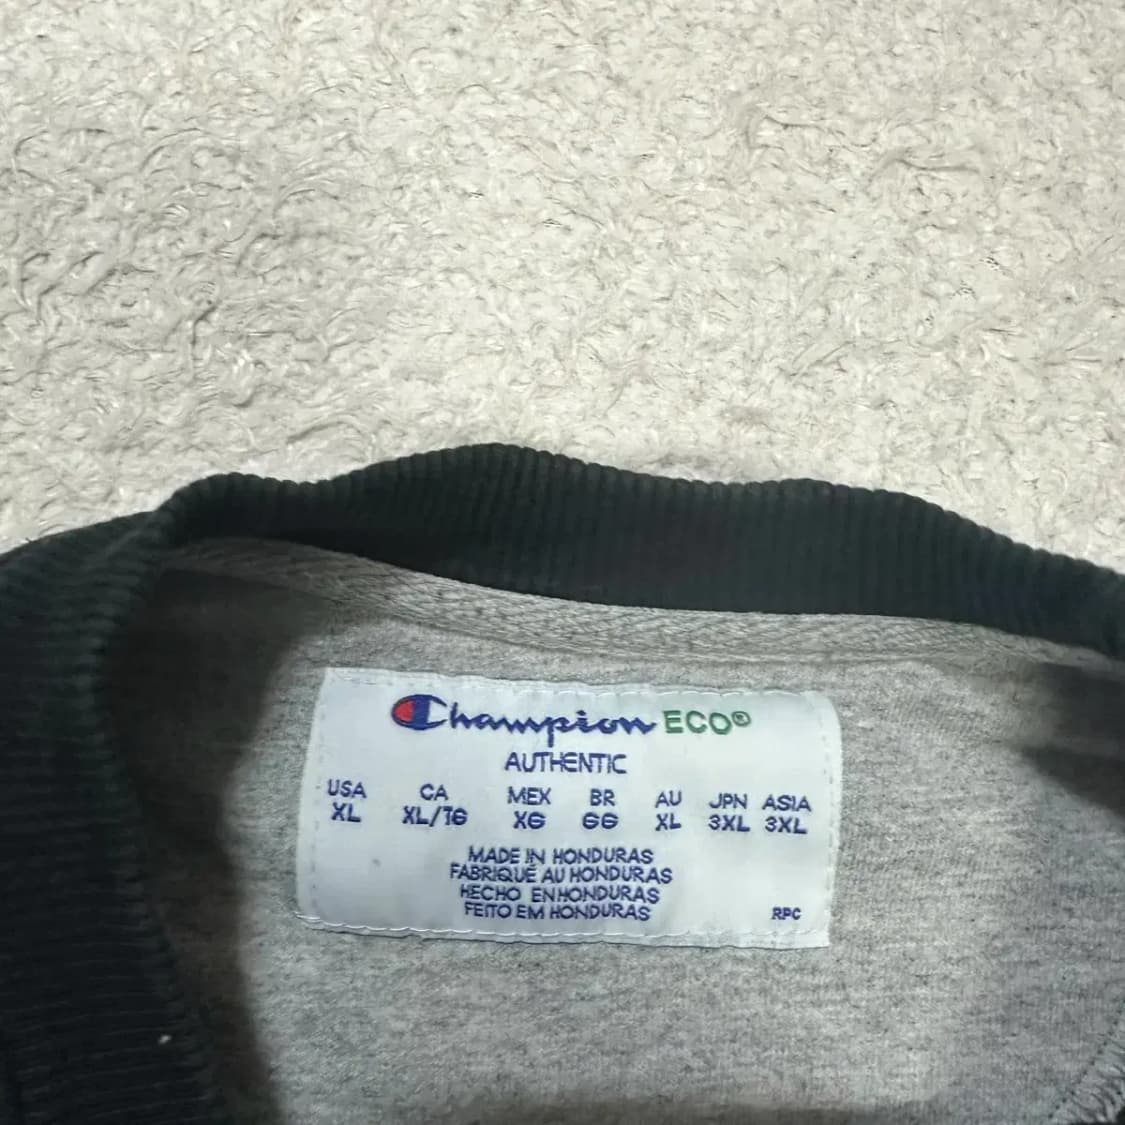 Champion ECO®
AUTHENTIC
USA CA MEX BR AU JPN ASIA
XL XL/TG XG GG XL 3XL 3XL
MADE IN HONDURAS
FABRIQUÉ AU HONDURAS
HECHO EN HONDURAS
FEITO EM HONDURAS
RPC